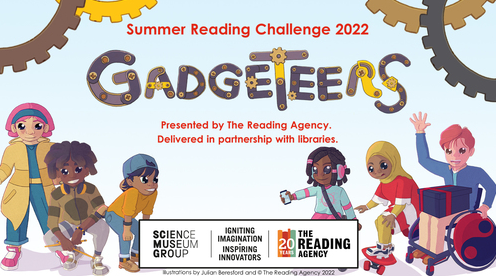 Summer Reading Challenge 2022
GADGETEERS
Presented by The Reading Agency.
Delivered in partnership with libraries.
SCIENCE
MUSEUM
GROUP
IGNITING
IMAGINATION
—
INSPIRING
INNOVATORS
20
YEARS
THE
READING
AGENCY
Illustrations by Julian Beresford and © The Reading Agency 2022